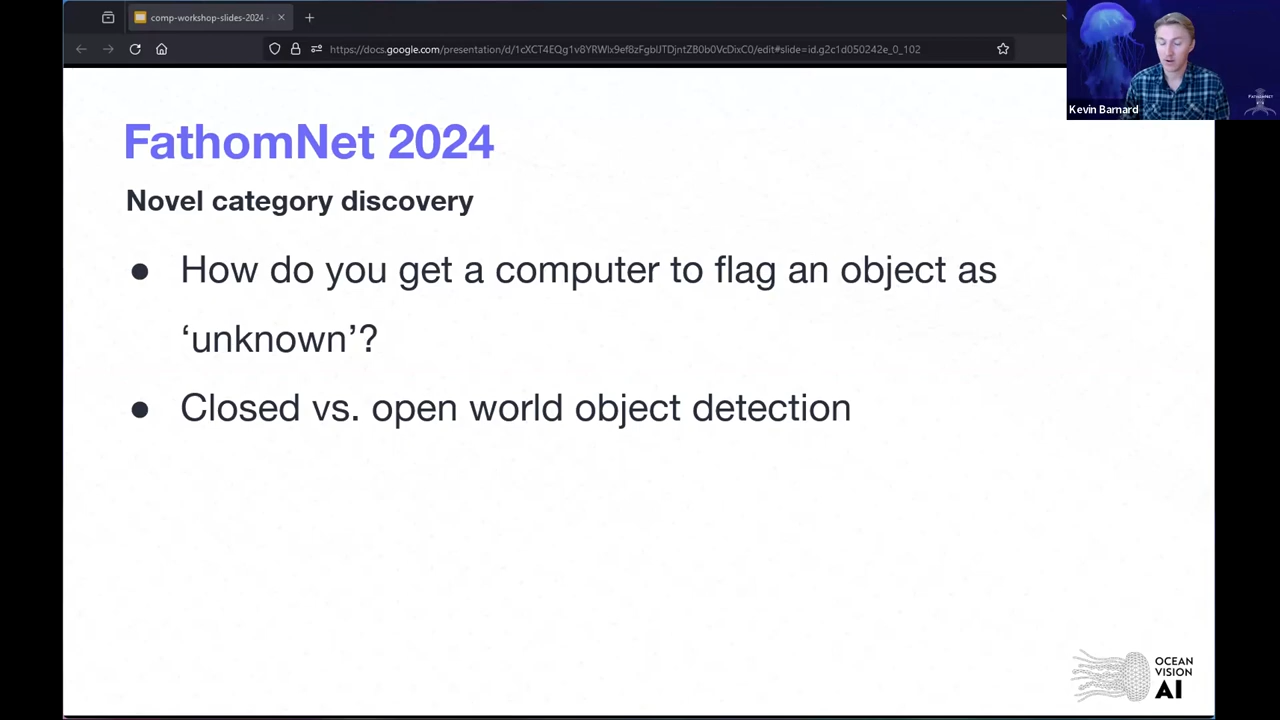 comp-workshop-slides-2024 -
https://docs.google.com/presentation/d/1cXCT4EQg1v8YRWlx9ef8zFgblJTDjntZB0b0VcDixC0/edit#slide=id.g2c1d050242e_0_102
Kevin Barnard
FathomNet 2024
Novel category discovery
● How do you get a computer to flag an object as
‘unknown’?
● Closed vs. open world object detection
OCEAN
VISION
AI